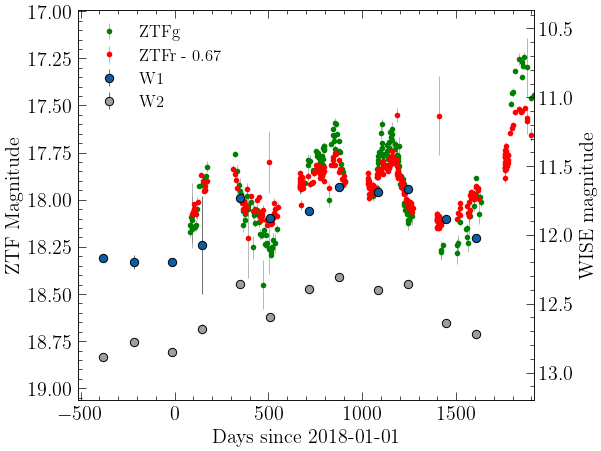 17.00
17.25
17.50
17.75
18.00
18.25
18.50
18.75
19.00
ZTF Magnitude
ZTFg
ZTFr - 0.67
W1
W2
10.5
11.0
11.5
12.0
12.5
13.0
WISE magnitude
−500 0 500 1000 1500
Days since 2018-01-01